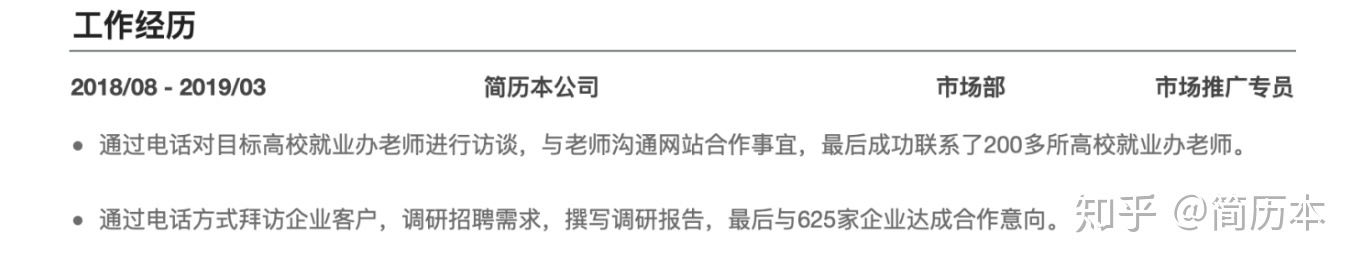 工作经历
2018/08 - 2019/03 简历本公司 市场部 市场推广专员
● 通过电话对目标高校就业办老师进行访谈，与老师沟通网站合作事宜，最后成功联系了200多所高校就业办老师。
● 通过电话方式拜访企业客户，调研招聘需求，撰写调研报告，最后与625家企业达成合作意向。
知乎 @简历本